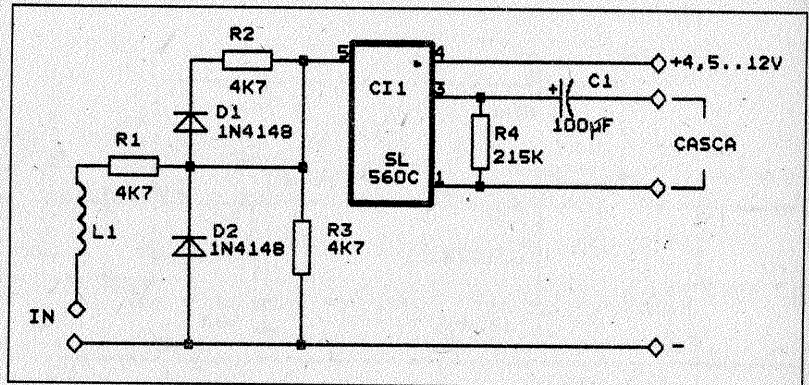 R2
4K7
5
4
+4,5..12V
CI1
3
+
C1
100µF
D1
1N4148
R1
4K7
R4
215K
CASCA
SL
560C
1
L1
D2
1N4148
R3
4K7
IN
-